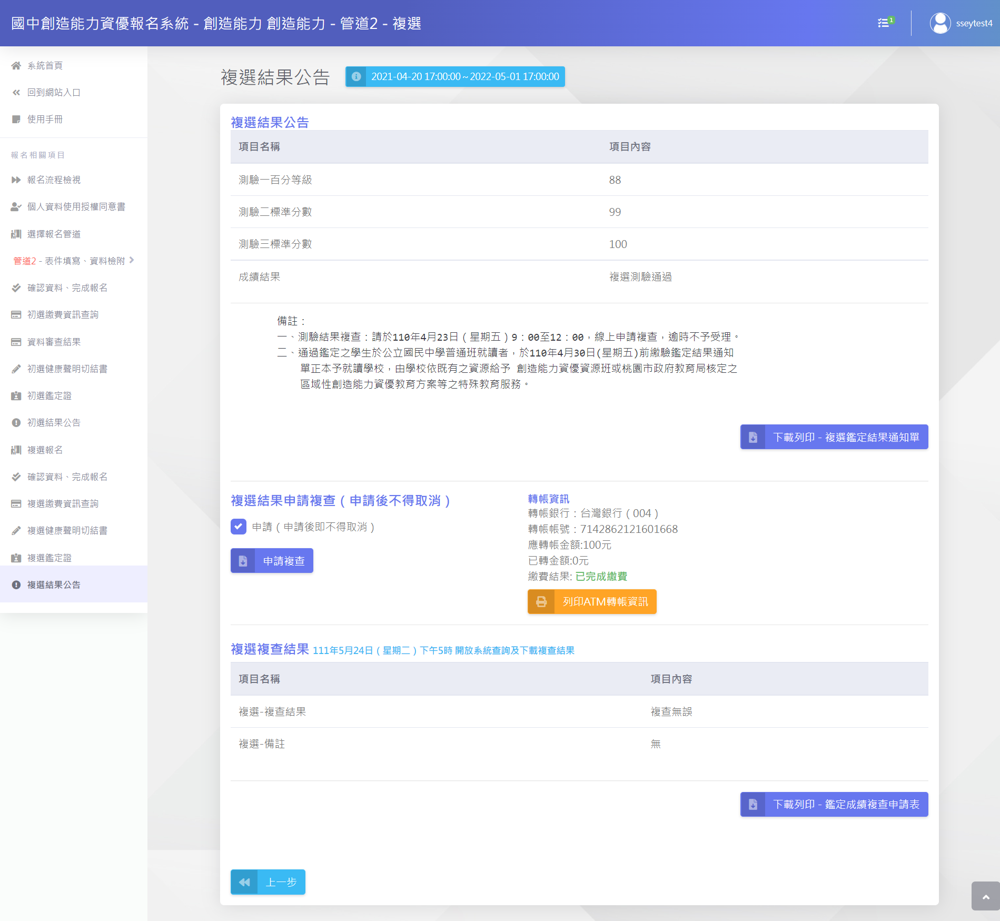 國中創造能力資優報名系統 - 創造能力 創造能力 - 管道2 - 複選
1
sseytest4
系統首頁
回到網站入口
使用手冊
報名相關項目
報名流程檢視
個人資料使用授權同意書
選擇報名管道
管道2 - 表件填寫、資料檢附
確認資料、完成報名
初選繳費資訊查詢
資料審查結果
初選健康聲明切結書
初選鑑定證
初選結果公告
複選報名
確認資料、完成報名
複選繳費資訊查詢
複選健康聲明切結書
複選鑑定證
複選結果公告
複選結果公告
2021-04-20 17:00:00 ~ 2022-05-01 17:00:00
複選結果公告
項目名稱 項目內容
測驗一百分等級 88
測驗二標準分數 99
測驗三標準分數 100
成績結果 複選測驗通過
備註：
一、測驗結果複查：請於110年4月23日（星期五）9：00至12：00，線上申請複查，逾時不予受理。
二、通過鑑定之學生於公立國民中學普通班就讀者，於110年4月30日(星期五)前繳驗鑑定結果通知
單正本予就讀學校，由學校依既有之資源給予 創造能力資優資源班或桃園市政府教育局核定之
區域性創造能力資優教育方案等之特殊教育服務。
下載列印 - 複選鑑定結果通知單
複選結果申請複查（申請後不得取消）
申請（申請後即不得取消）
申請複查
轉帳資訊
轉帳銀行：台灣銀行（004）
轉帳帳號：7142862121601668
應轉帳金額:100元
已轉金額:0元
繳費結果: 已完成繳費
列印ATM轉帳資訊
複選複查結果 111年5月24日（星期二）下午5時 開放系統查詢及下載複查結果
項目名稱 項目內容
複選-複查結果 複查無誤
複選-備註 無
下載列印 - 鑑定成績複查申請表
上一步